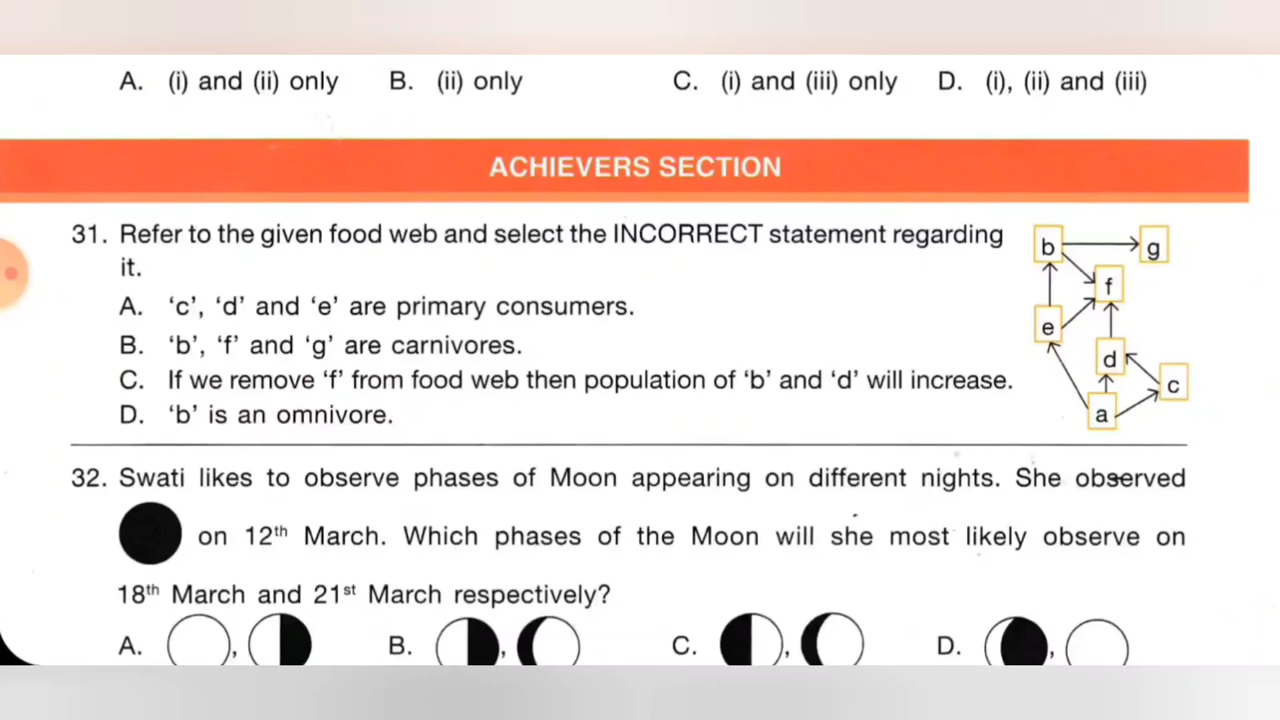 A. (i) and (ii) only B. (ii) only C. (i) and (iii) only D. (i), (ii) and (iii)
ACHIEVERS SECTION
31. Refer to the given food web and select the INCORRECT statement regarding
it.
A. ‘c’, ‘d’ and ‘e’ are primary consumers.
B. ‘b’, ‘f’ and ‘g’ are carnivores.
C. If we remove ‘f’ from food web then population of ‘b’ and ‘d’ will increase.
D. ‘b’ is an omnivore.
b g
f
e
d
c
a
32. Swati likes to observe phases of Moon appearing on different nights. She observed
on 12th March. Which phases of the Moon will she most likely observe on
18th March and 21st March respectively?
A. , B. , C. , D. ,